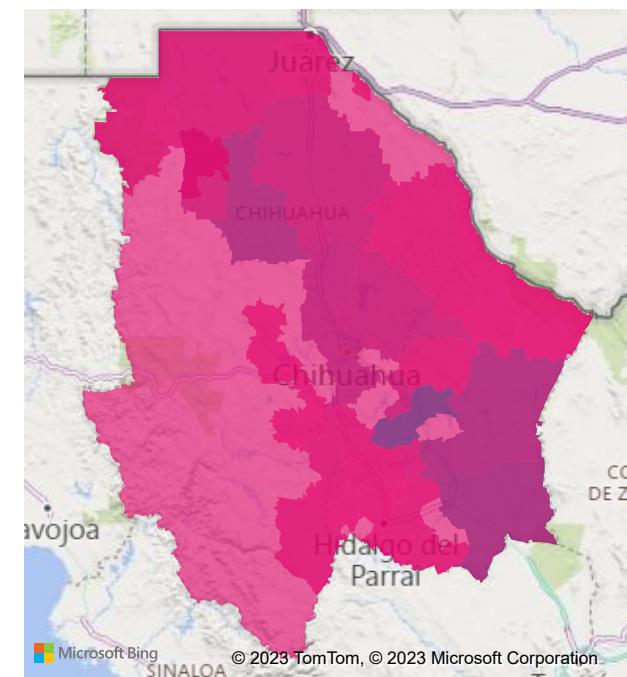 Juárez
CHIHUAHUA
Chihuahua
CO
DE Z
avojoa
Hidalgo del
Parral
Microsoft Bing
© 2023 TomTom, © 2023 Microsoft Corporation
SINALOA